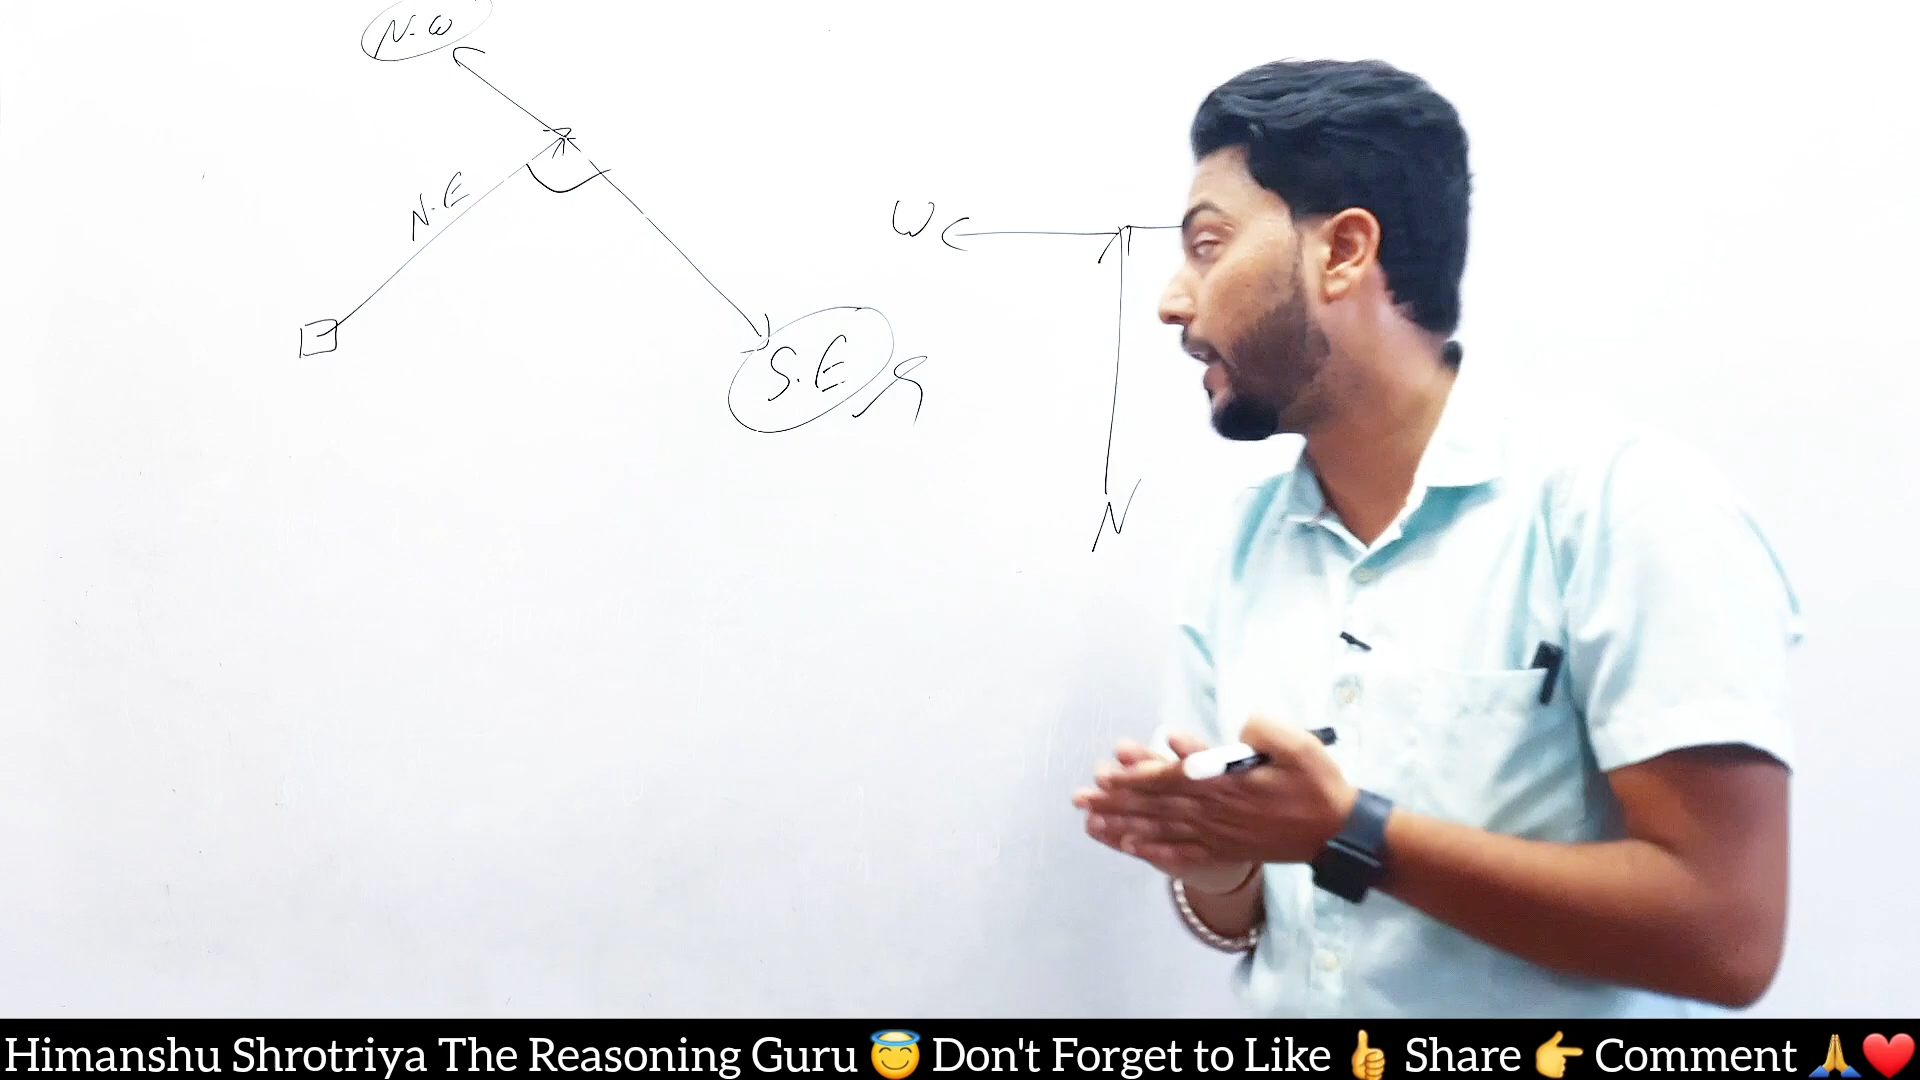 N-W
N-E
W
S.E
N
Himanshu Shrotriya The Reasoning Guru 😇 Don't Forget to Like 👍 Share 👉 Comment 🙏❤️